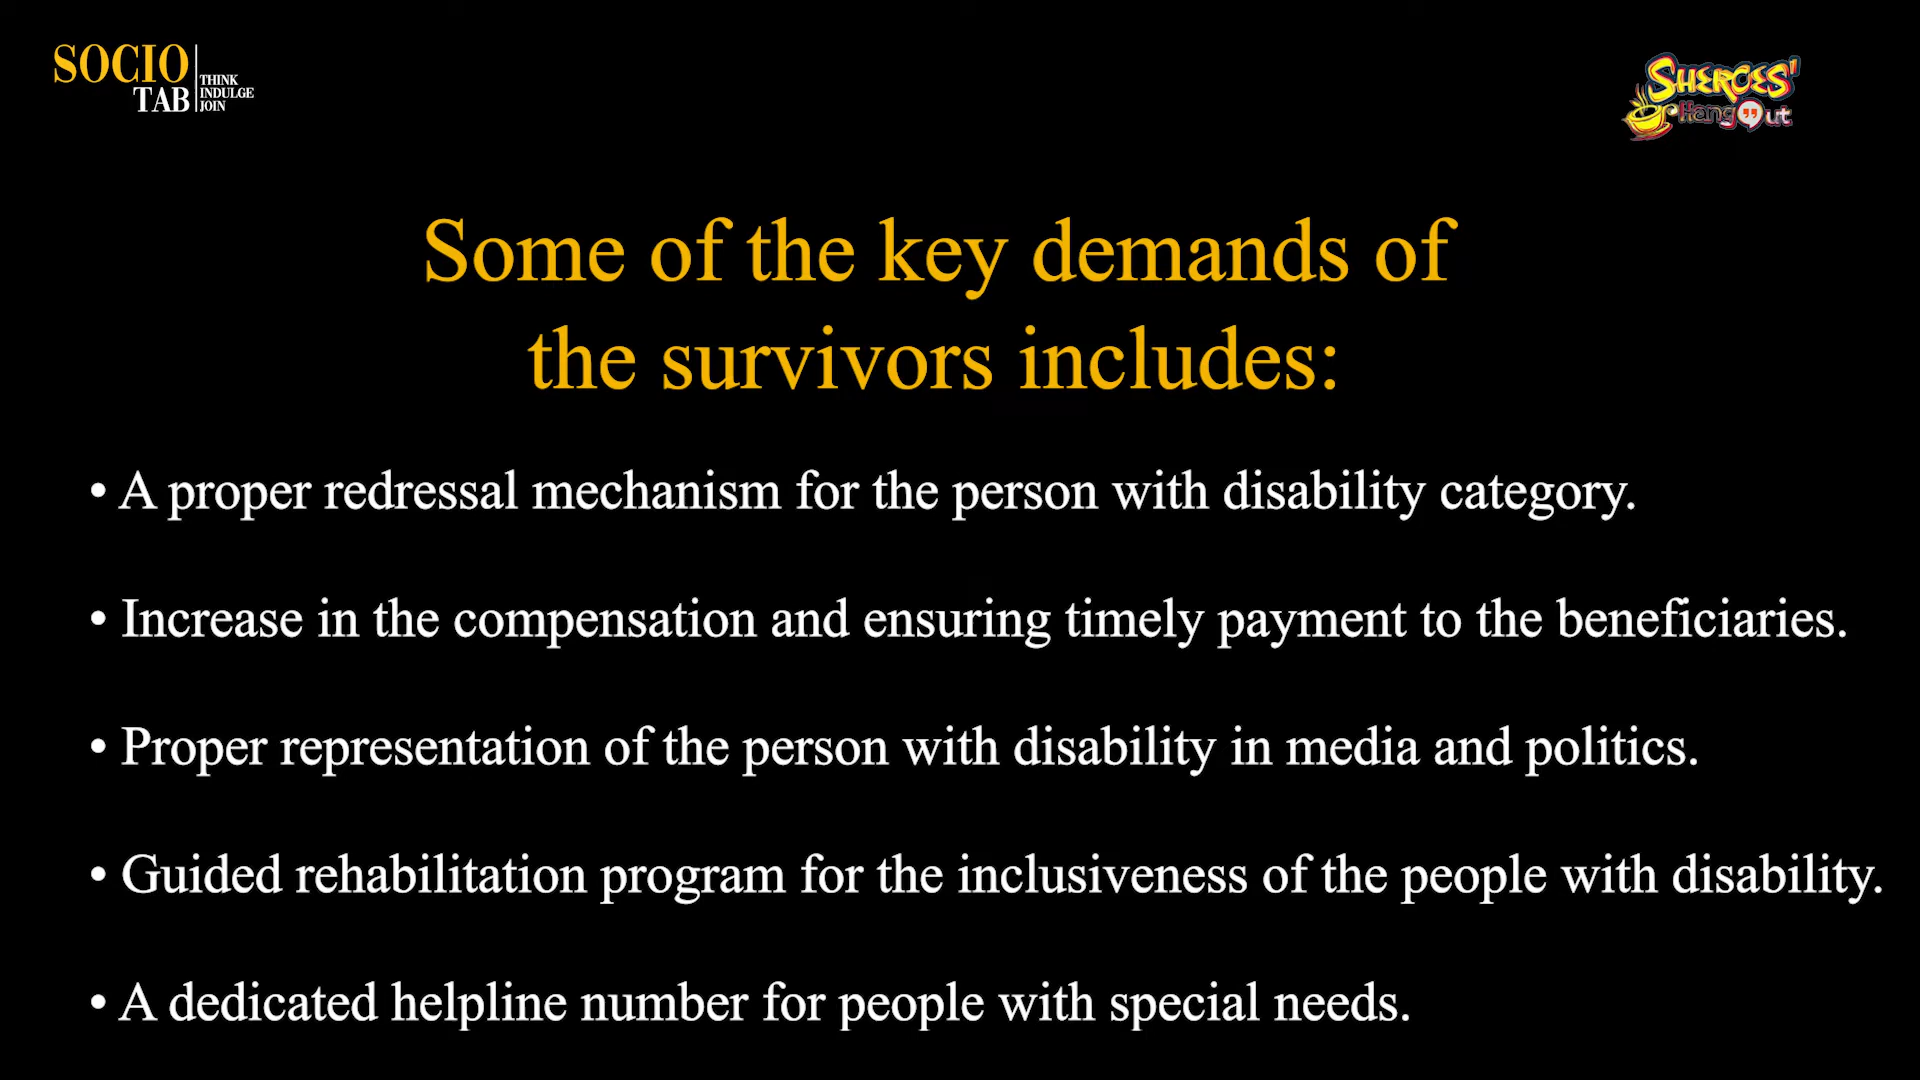 SOCIO
TAB
THINK
INDULGE
JOIN
SHEROES'
Hangout
Some of the key demands of
the survivors includes:
• A proper redressal mechanism for the person with disability category.
• Increase in the compensation and ensuring timely payment to the beneficiaries.
• Proper representation of the person with disability in media and politics.
• Guided rehabilitation program for the inclusiveness of the people with disability.
• A dedicated helpline number for people with special needs.